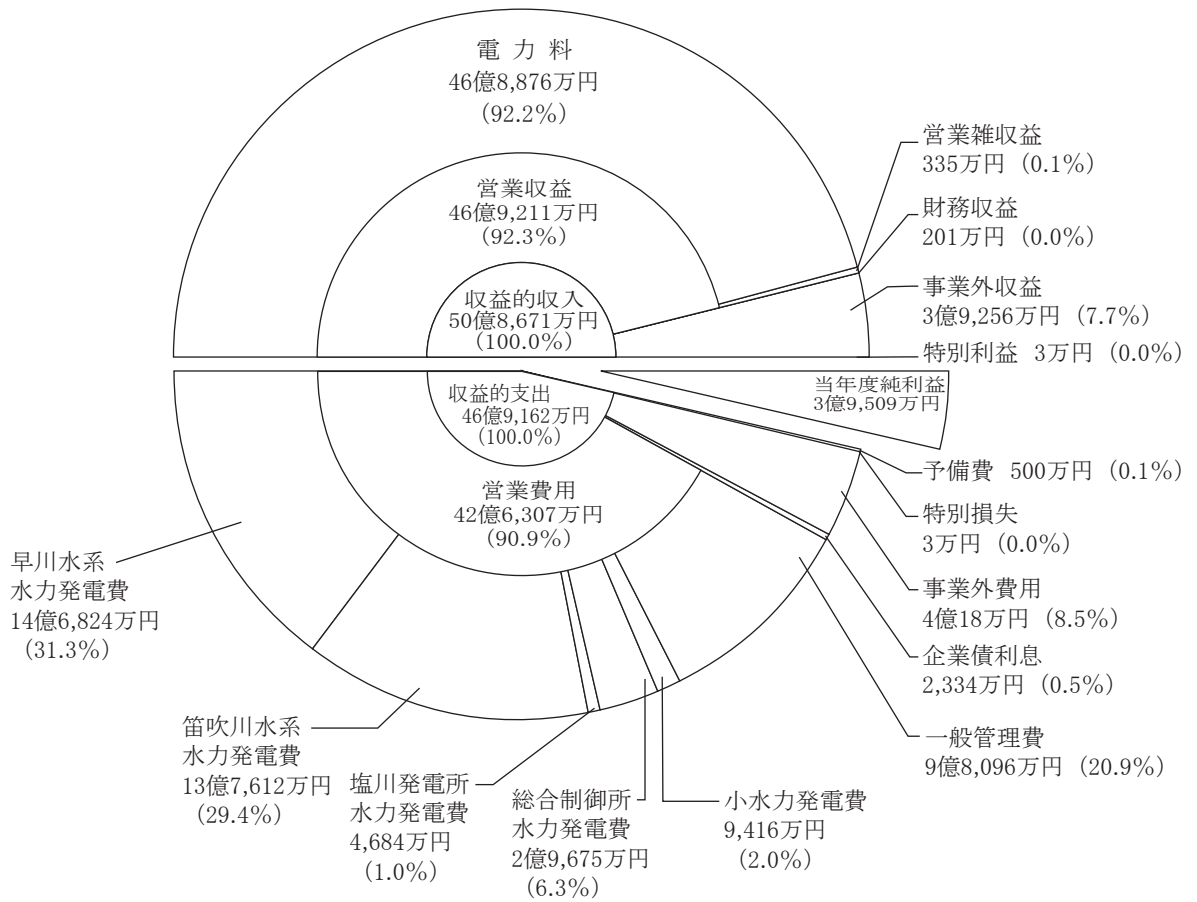 電力料
46億8,876万円
(92.2%)
営業収益
46億9,211万円
(92.3%)
収益的収入
50億8,671万円
(100.0%)
営業雑収益
335万円（0.1%）
財務収益
201万円（0.0%）
事業外収益
3億9,256万円（7.7%）
特別利益 3万円（0.0%）
当年度純利益
3億9,509万円
収益的支出
46億9,162万円
(100.0%)
営業費用
42億6,307万円
(90.9%)
予備費 500万円（0.1%）
特別損失
3万円（0.0%）
事業外費用
4億18万円（8.5%）
企業債利息
2,334万円（0.5%）
一般管理費
9億8,096万円（20.9%）
早川水系
水力発電費
14億6,824万円
（31.3%）
笛吹川水系
水力発電費
13億7,612万円
（29.4%）
塩川発電所
水力発電費
4,684万円
（1.0%）
総合制御所
水力発電費
2億9,675万円
（6.3%）
小水力発電費
9,416万円
（2.0%）